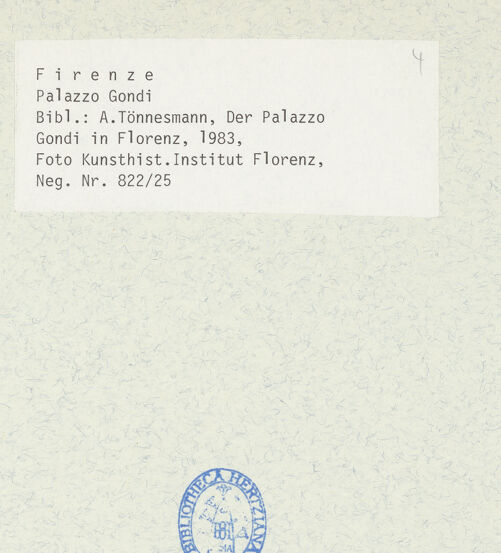 4
F i r e n z e
Palazzo Gondi
Bibl.: A.Tönnesmann, Der Palazzo
Gondi in Florenz, 1983,
Foto Kunsthist.Institut Florenz,
Neg. Nr. 822/25
BIBLIOTHECA HERTZIANA